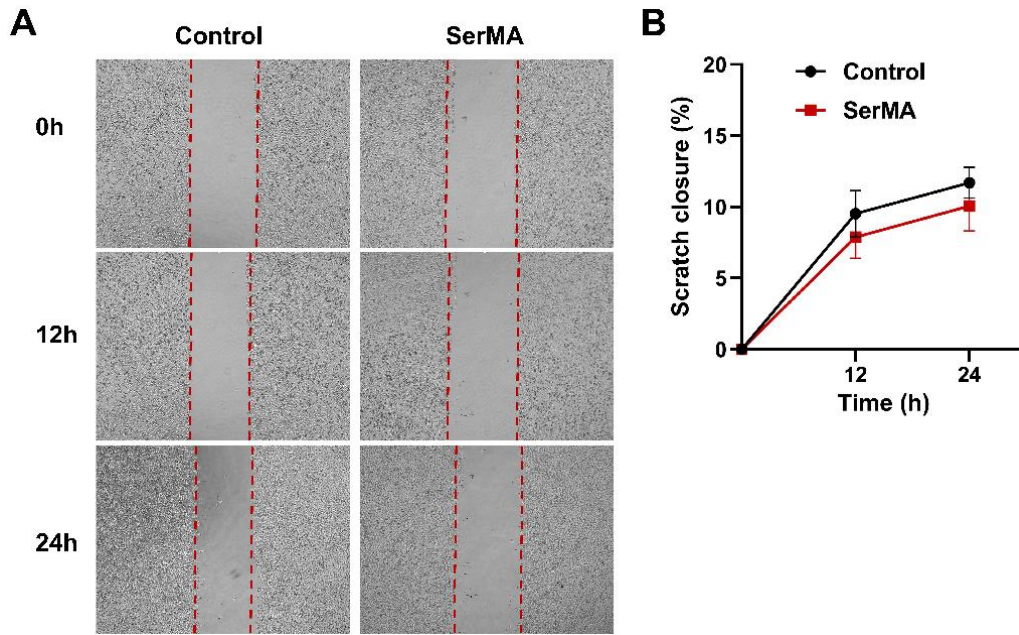 A
Control
SerMA
0h
12h
24h
B
20
15
10
5
0
Scratch closure (%)
Control
SerMA
12
24
Time (h)